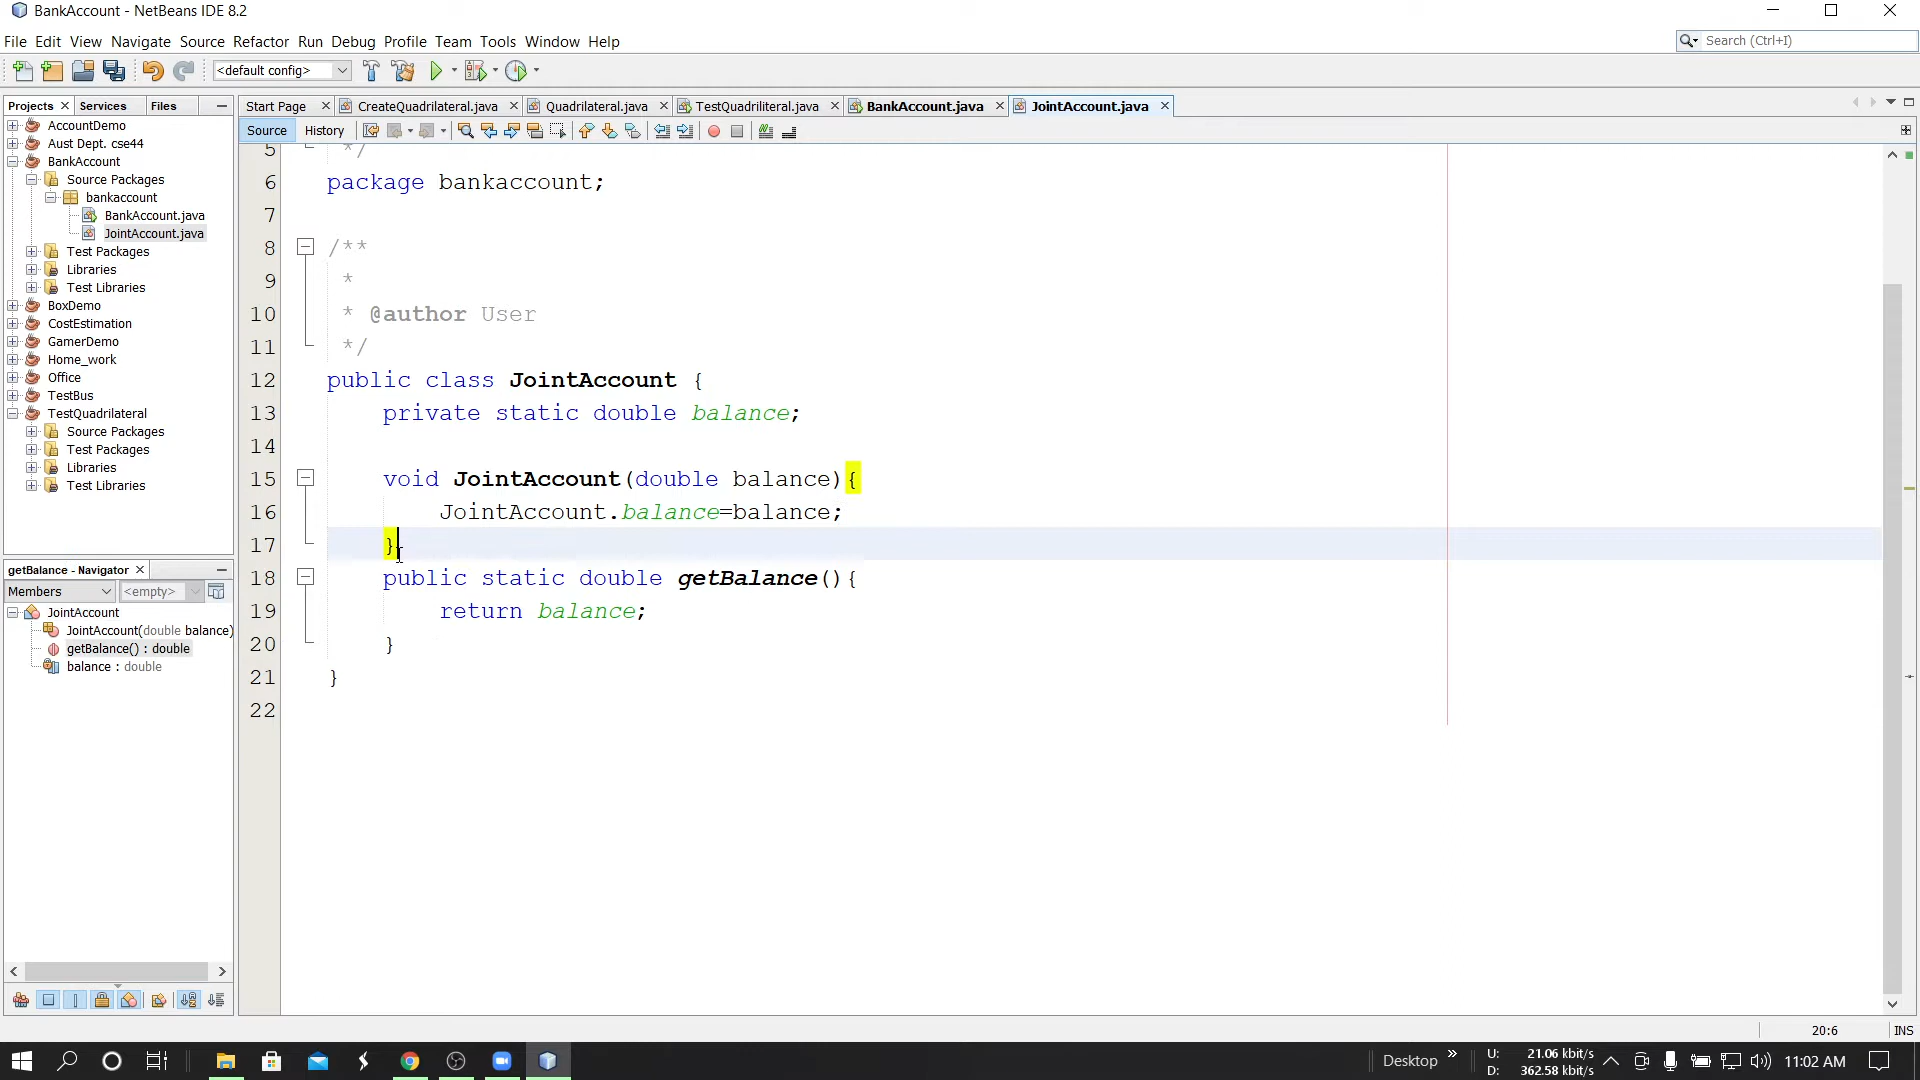 BankAccount - NetBeans IDE 8.2
File Edit View Navigate Source Refactor Run Debug Profile Team Tools Window Help
Search (Ctrl+I)
<default config>
Projects Services Files
Start Page CreateQuadrilateral.java Quadrilateral.java TestQuadriliteral.java BankAccount.java JointAccount.java
Source History
AccountDemo
Aust Dept. cse44
BankAccount
Source Packages
bankaccount
BankAccount.java
JointAccount.java
Test Packages
Libraries
Test Libraries
BoxDemo
CostEstimation
GamerDemo
Home_work
Office
TestBus
TestQuadrilateral
Source Packages
Test Packages
Libraries
Test Libraries
getBalance - Navigator
Members <empty>
JointAccount
JointAccount(double balance)
getBalance() : double
balance : double
5 */
6 package bankaccount;
7
8 /**
9 *
10 * @author User
11 */
12 public class JointAccount {
13 private static double balance;
14
15 void JointAccount(double balance){
16 JointAccount.balance=balance;
17 }
18 public static double getBalance(){
19 return balance;
20 }
21 }
22
20:6 INS
Desktop
U: 21.06 kbit/s
D: 362.58 kbit/s
11:02 AM